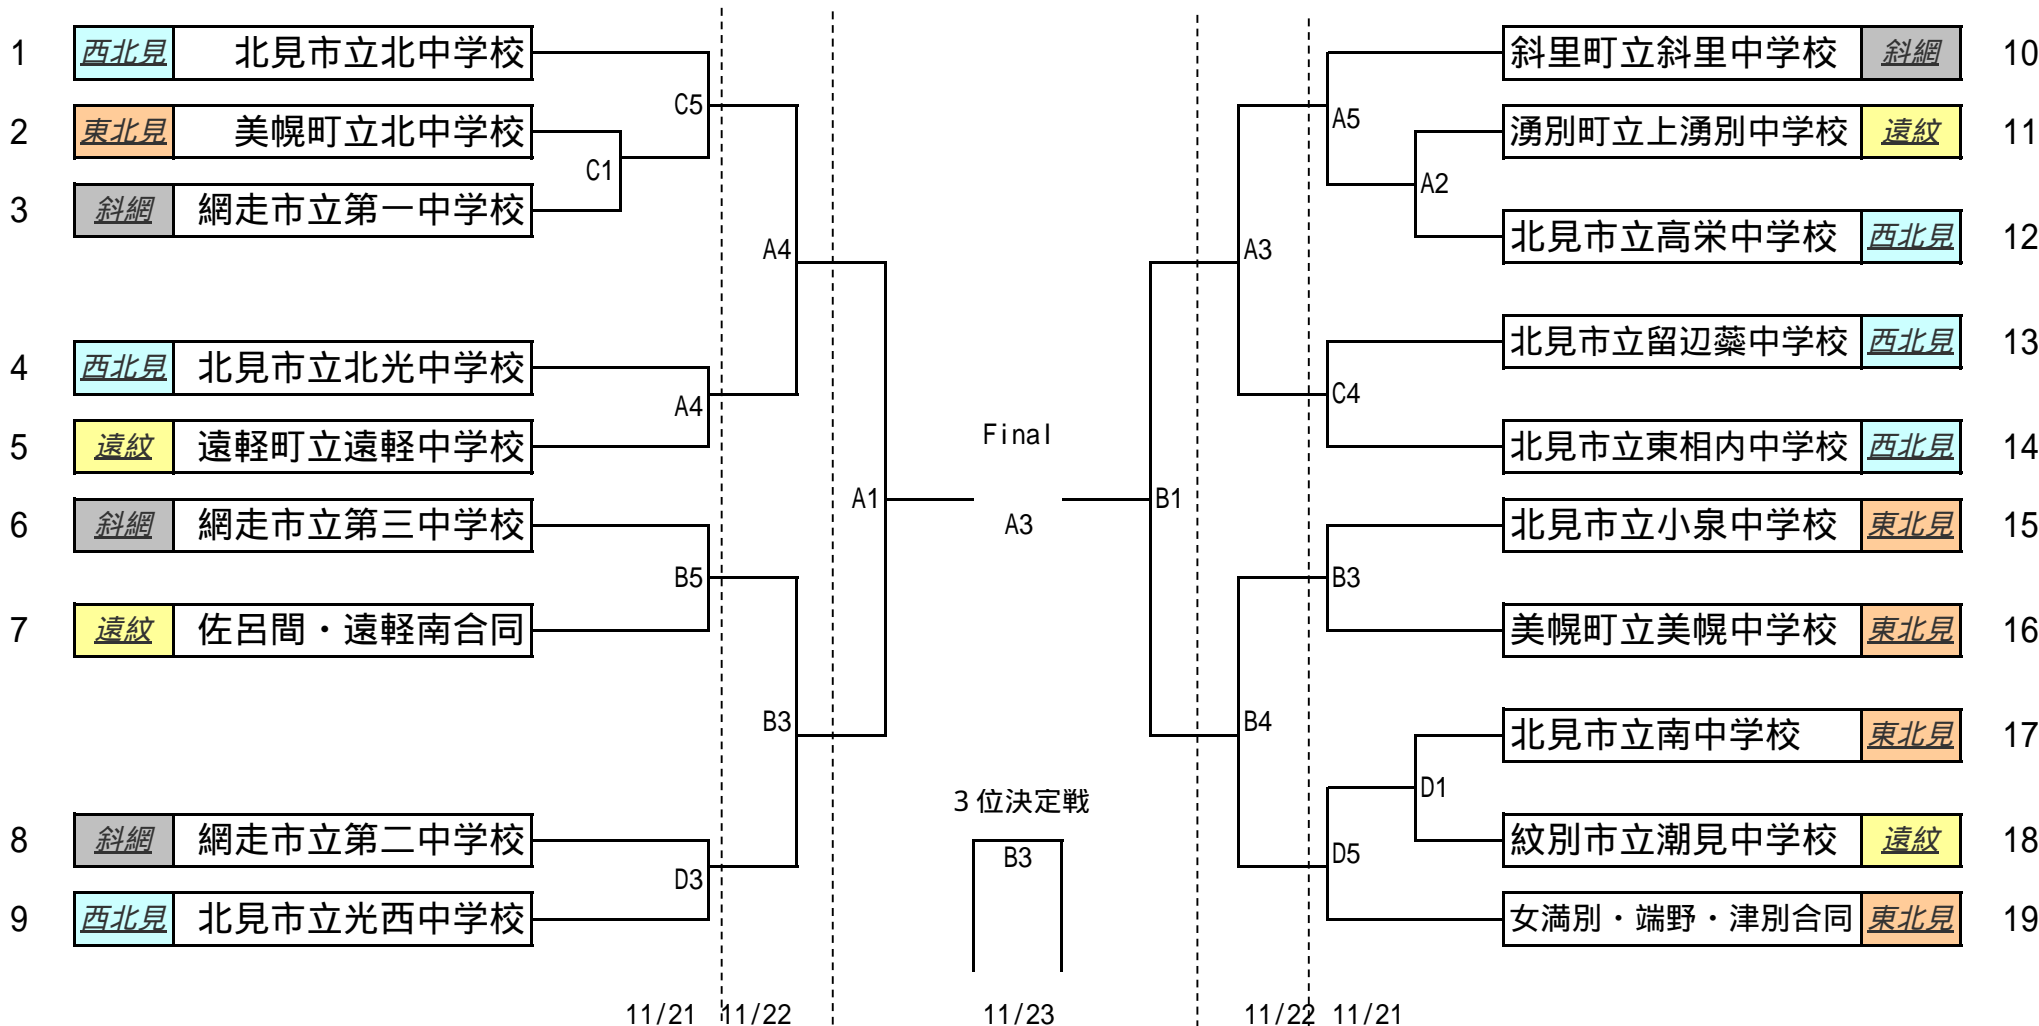 1 西北見 北見市立北中学校
2 東北見 美幌町立北中学校
3 斜網 網走市立第一中学校
4 西北見 北見市立北光中学校
5 遠紋 遠軽町立遠軽中学校
6 斜網 網走市立第三中学校
7 遠紋 佐呂間・遠軽南合同
8 斜網 網走市立第二中学校
9 西北見 北見市立光西中学校
C5
C1
A4
A4
B5
B3
D3
A1
Final
A3
３位決定戦
B3
B1
A3
B4
A5
A2
C4
B3
D1
D5
斜里町立斜里中学校 斜網 10
湧別町立上湧別中学校 遠紋 11
北見市立高栄中学校 西北見 12
北見市立留辺蘂中学校 西北見 13
北見市立東相内中学校 西北見 14
北見市立小泉中学校 東北見 15
美幌町立美幌中学校 東北見 16
北見市立南中学校 東北見 17
紋別市立潮見中学校 遠紋 18
女満別・端野・津別合同 東北見 19
11/21 11/22 11/23 11/22 11/21